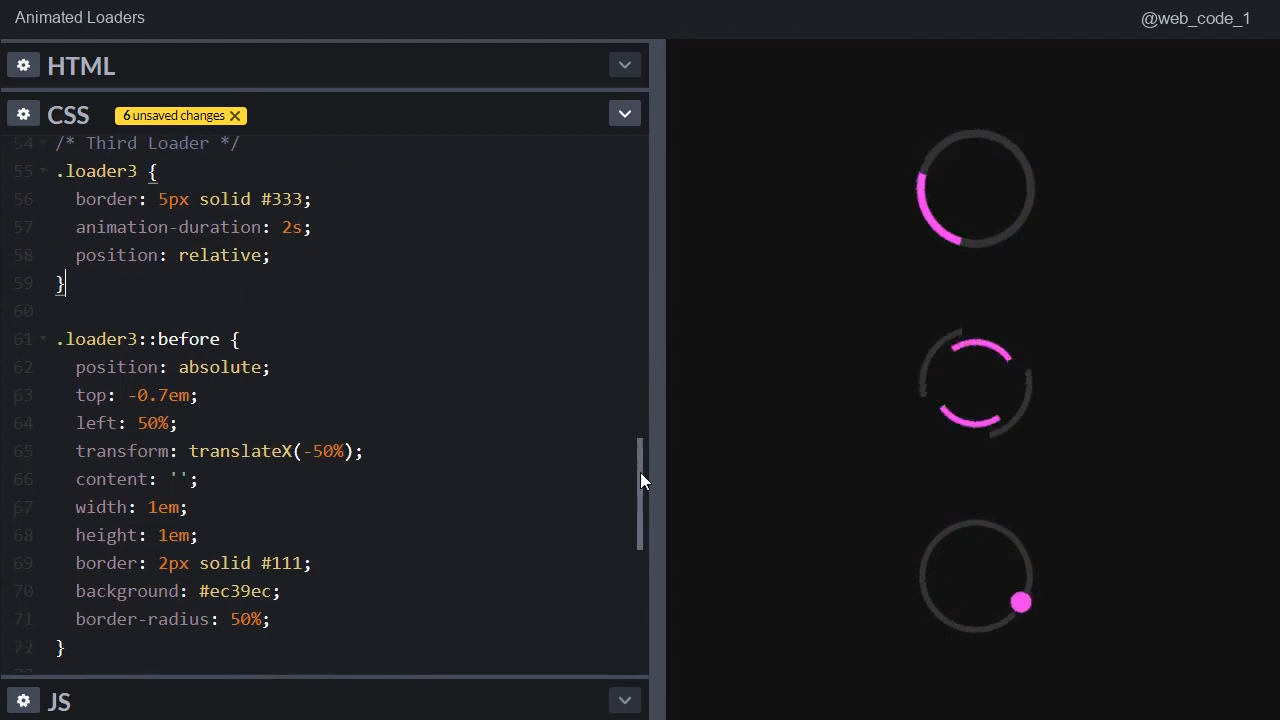 Animated Loaders
@web_code_1
HTML
CSS 6 unsaved changes
54 /* Third Loader */
55 .loader3 {
56 border: 5px solid #333;
57 animation-duration: 2s;
58 position: relative;
59 }
60
61 .loader3::before {
62 position: absolute;
63 top: -0.7em;
64 left: 50%;
65 transform: translateX(-50%);
66 content: '';
67 width: 1em;
68 height: 1em;
69 border: 2px solid #111;
70 background: #ec39ec;
71 border-radius: 50%;
72 }
JS